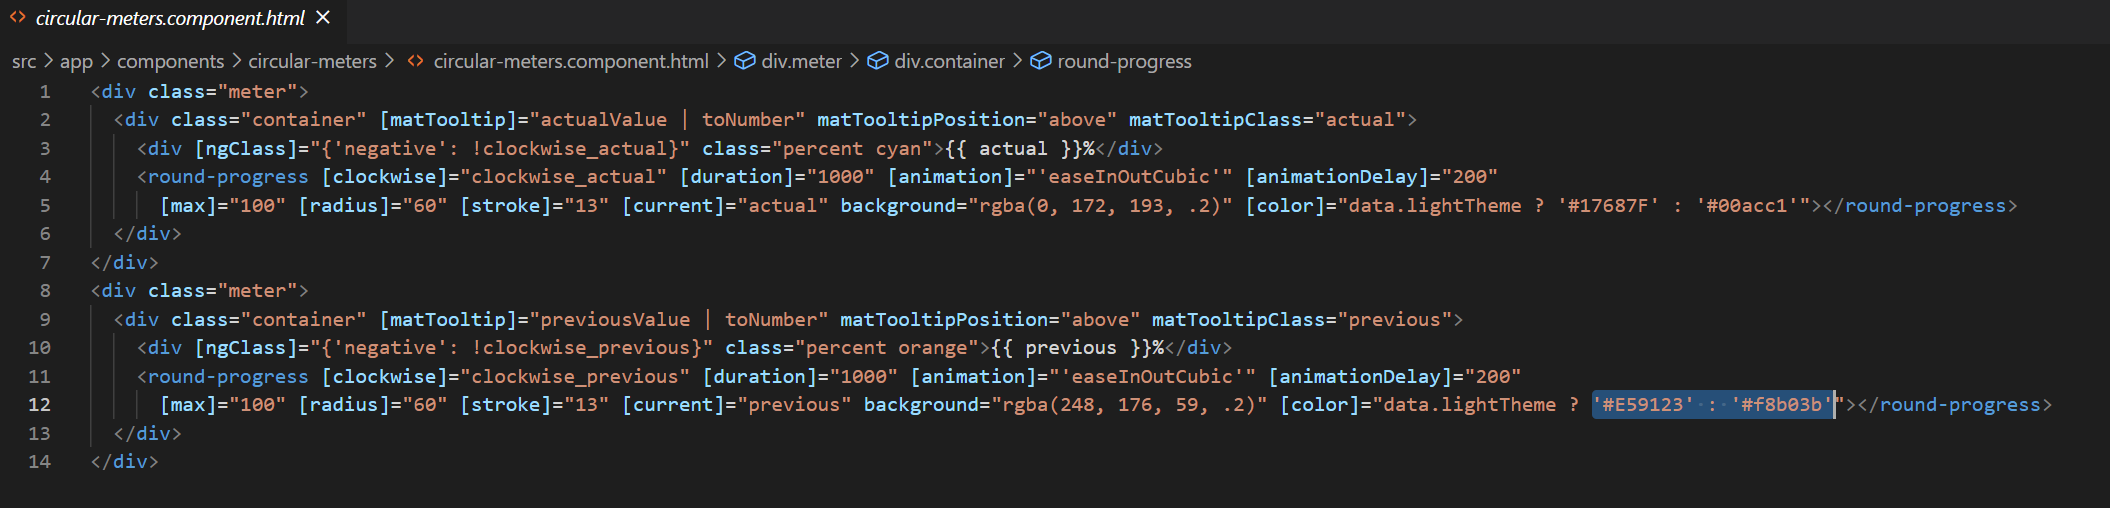 circular-meters.component.html
src > app > components > circular-meters > <> circular-meters.component.html > div.meter > div.container > round-progress
1 <div class="meter">
2 <div class="container" [matTooltip]="actualValue | toNumber" matTooltipPosition="above" matTooltipClass="actual">
3 <div [ngClass]="{'negative': !clockwise_actual}" class="percent cyan">{{ actual }}%</div>
4 <round-progress [clockwise]="clockwise_actual" [duration]="1000" [animation]="'easeInOutCubic'" [animationDelay]="200"
5 [max]="100" [radius]="60" [stroke]="13" [current]="actual" background="rgba(0, 172, 193, .2)" [color]="data.lightTheme ? '#17687F' : '#00acc1'"></round-progress>
6 </div>
7 </div>
8 <div class="meter">
9 <div class="container" [matTooltip]="previousValue | toNumber" matTooltipPosition="above" matTooltipClass="previous">
10 <div [ngClass]="{'negative': !clockwise_previous}" class="percent orange">{{ previous }}%</div>
11 <round-progress [clockwise]="clockwise_previous" [duration]="1000" [animation]="'easeInOutCubic'" [animationDelay]="200"
12 [max]="100" [radius]="60" [stroke]="13" [current]="previous" background="rgba(248, 176, 59, .2)" [color]="data.lightTheme ? '#E59123' : '#f8b03b'"></round-progress>
13 </div>
14 </div>